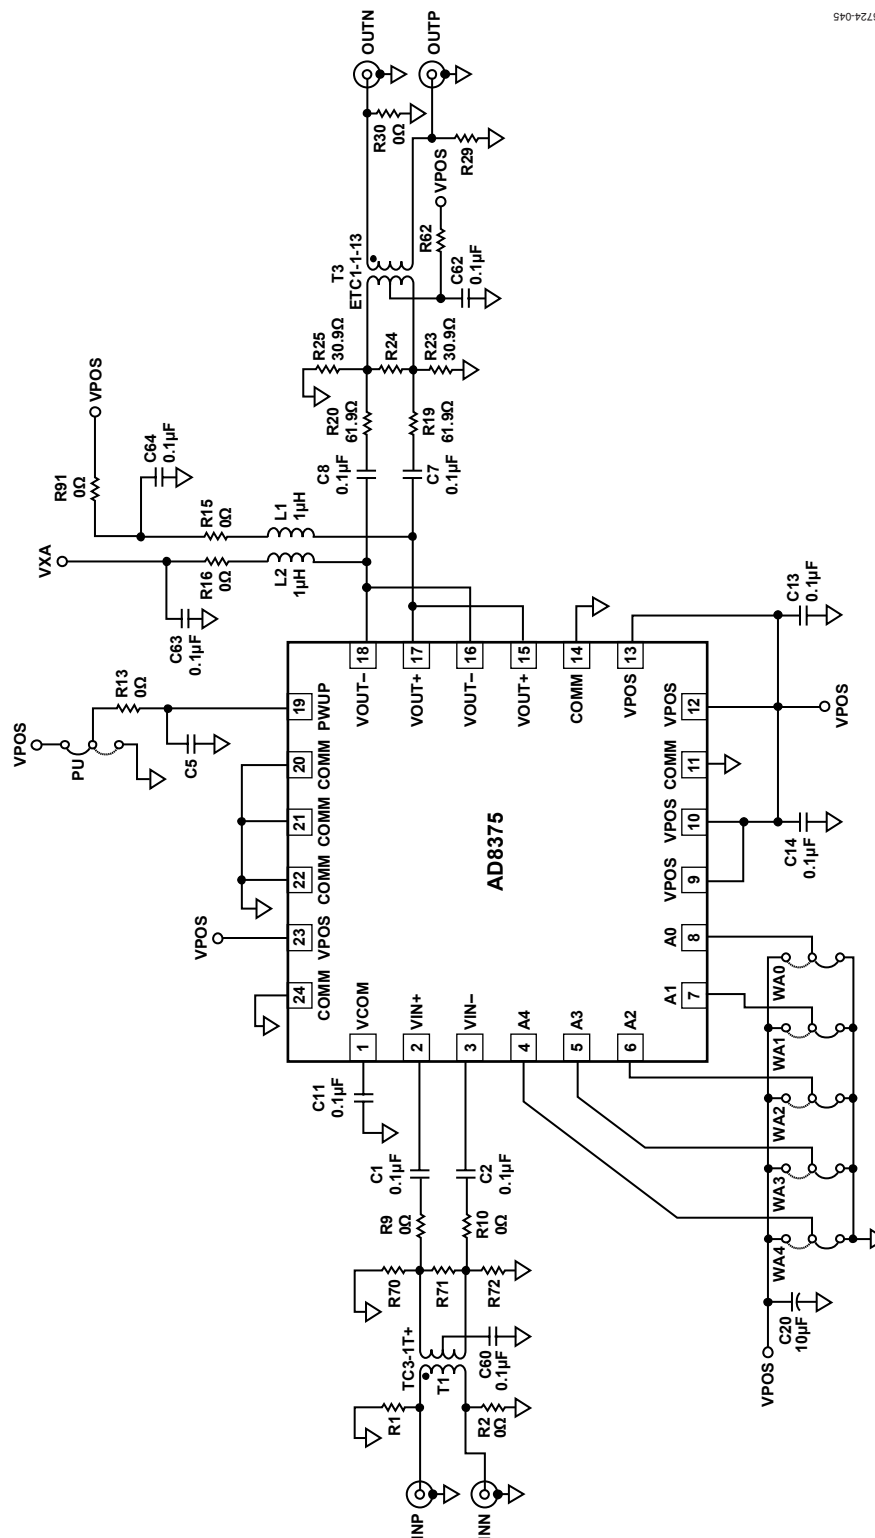 OUTN
OUTP
R30
0Ω
R29
VPOS
R62
C62
0.1µF
T3
ETC1-1-13
R25
30.9Ω
R24
R23
30.9Ω
R20
61.9Ω
R19
61.9Ω
C8
0.1µF
C7
0.1µF
VPOS
R91
0Ω
C64
0.1µF
R15
0Ω
L1
1µH
VXA
R16
0Ω
L2
1µH
C63
0.1µF
VPOS
PU
R13
0Ω
C5
VPOS
18
17
16
15
14
13
VOUT−
VOUT+
VOUT−
VOUT+
COMM
VPOS
19
PWUP
20
COMM
21
COMM
22
COMM
23
VPOS
24
COMM
AD8375
12
VPOS
11
COMM
10
VPOS
9
VPOS
8
A0
7
A1
C13
0.1µF
VPOS
C14
0.1µF
VCOM
VIN+
VIN−
A4
A3
A2
1
2
3
4
5
6
C11
0.1µF
C1
0.1µF
C2
0.1µF
R9
0Ω
R10
0Ω
R70
R71
R72
TC3-1T+
T1
C60
0.1µF
R1
R2
0Ω
INP
INN
WA0
WA1
WA2
WA3
WA4
C20
10µF
VPOS
6724-045